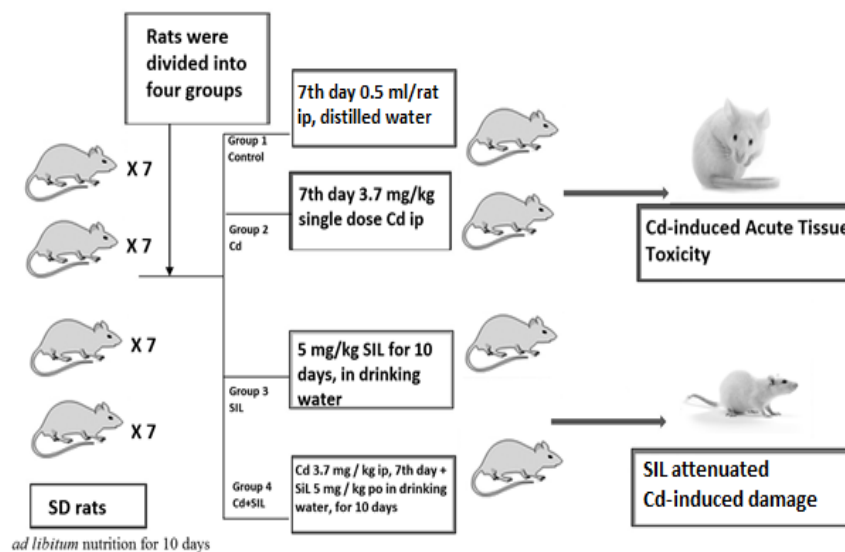 Rats were
divided into
four groups
7th day 0.5 ml/rat
ip, distilled water
Group 1
Control
X 7
7th day 3.7 mg/kg
single dose Cd ip
Group 2
Cd
X 7
Cd-induced Acute Tissue
Toxicity
X 7
5 mg/kg SIL for 10
days, in drinking
water
Group 3
SIL
X 7
Group 4
Cd+SIL
Cd 3.7 mg / kg ip, 7th day +
SiL 5 mg / kg po in drinking
water, for 10 days
SIL attenuated
Cd-induced damage
SD rats
ad libitum nutrition for 10 days